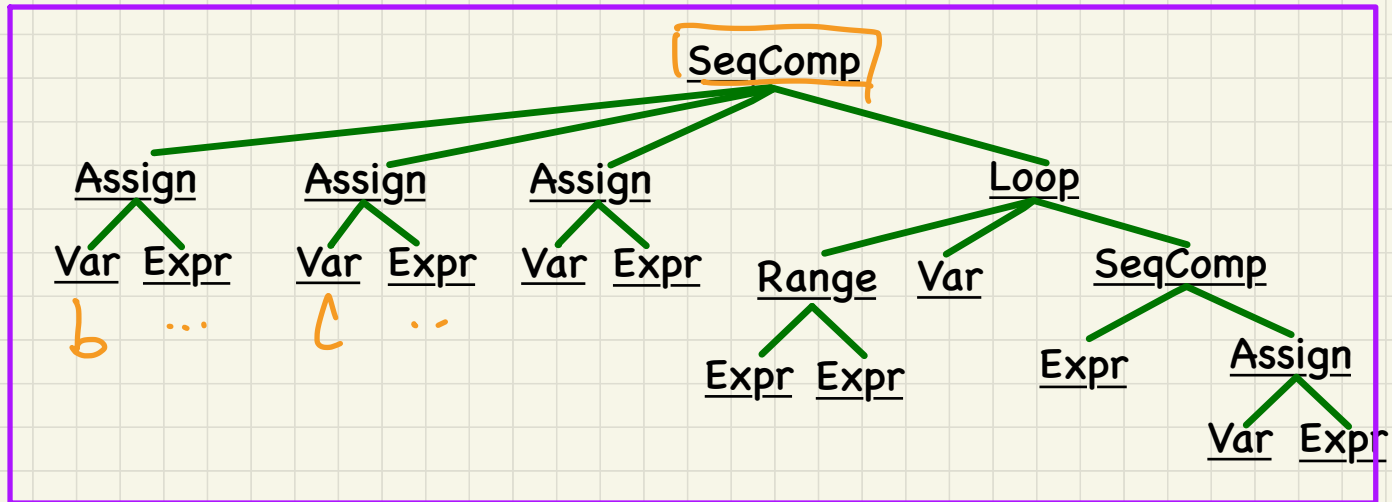 SeqComp
Assign Assign Assign Loop
Var Expr Var Expr Var Expr Range Var SeqComp
b ... ..
Expr Expr Expr Assign
Var Expr